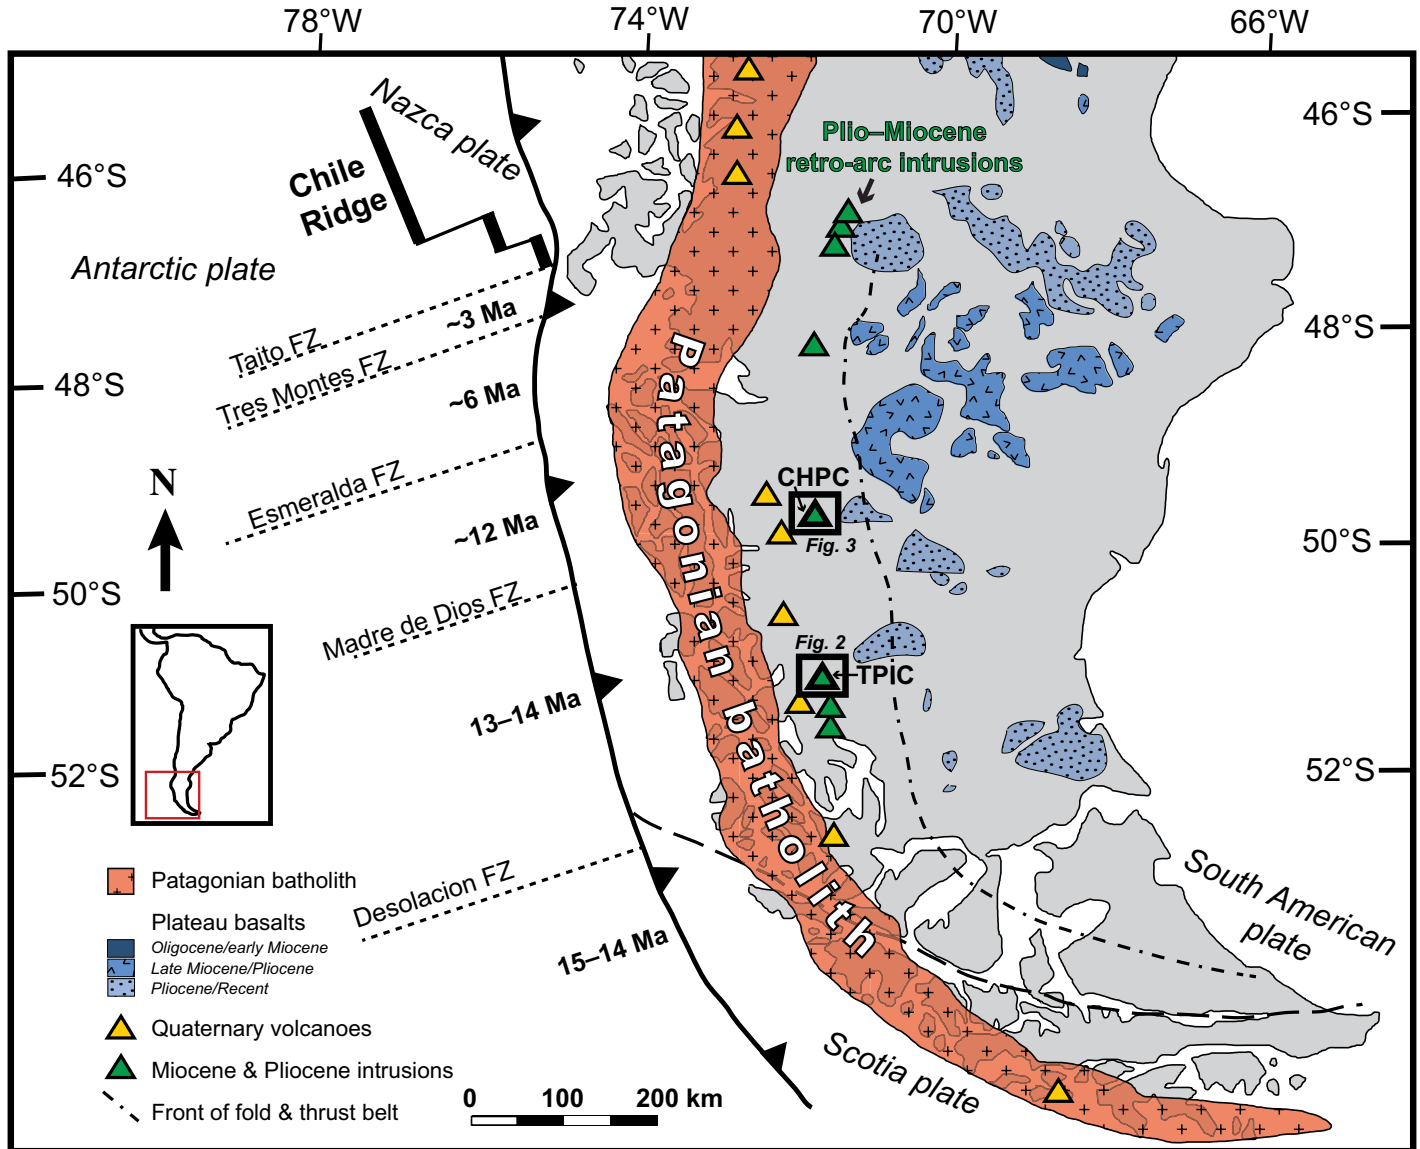 78°W
74°W
70°W
66°W
46°S
48°S
50°S
52°S
46°S
48°S
50°S
52°S
Nazca plate
Chile
Ridge
Antarctic plate
Taito FZ
~3 Ma
Tres Montes FZ
~6 Ma
Esmeralda FZ
~12 Ma
Madre de Dios FZ
13–14 Ma
Desolacion FZ
15–14 Ma
N
Plio–Miocene
retro-arc intrusions
Patagonian batholith
CHPC
Fig. 3
Fig. 2
TPIC
South American
plate
Scotia plate
Patagonian batholith
Plateau basalts
Oligocene/early Miocene
Late Miocene/Pliocene
Pliocene/Recent
Quaternary volcanoes
Miocene & Pliocene intrusions
Front of fold & thrust belt
0 100 200 km